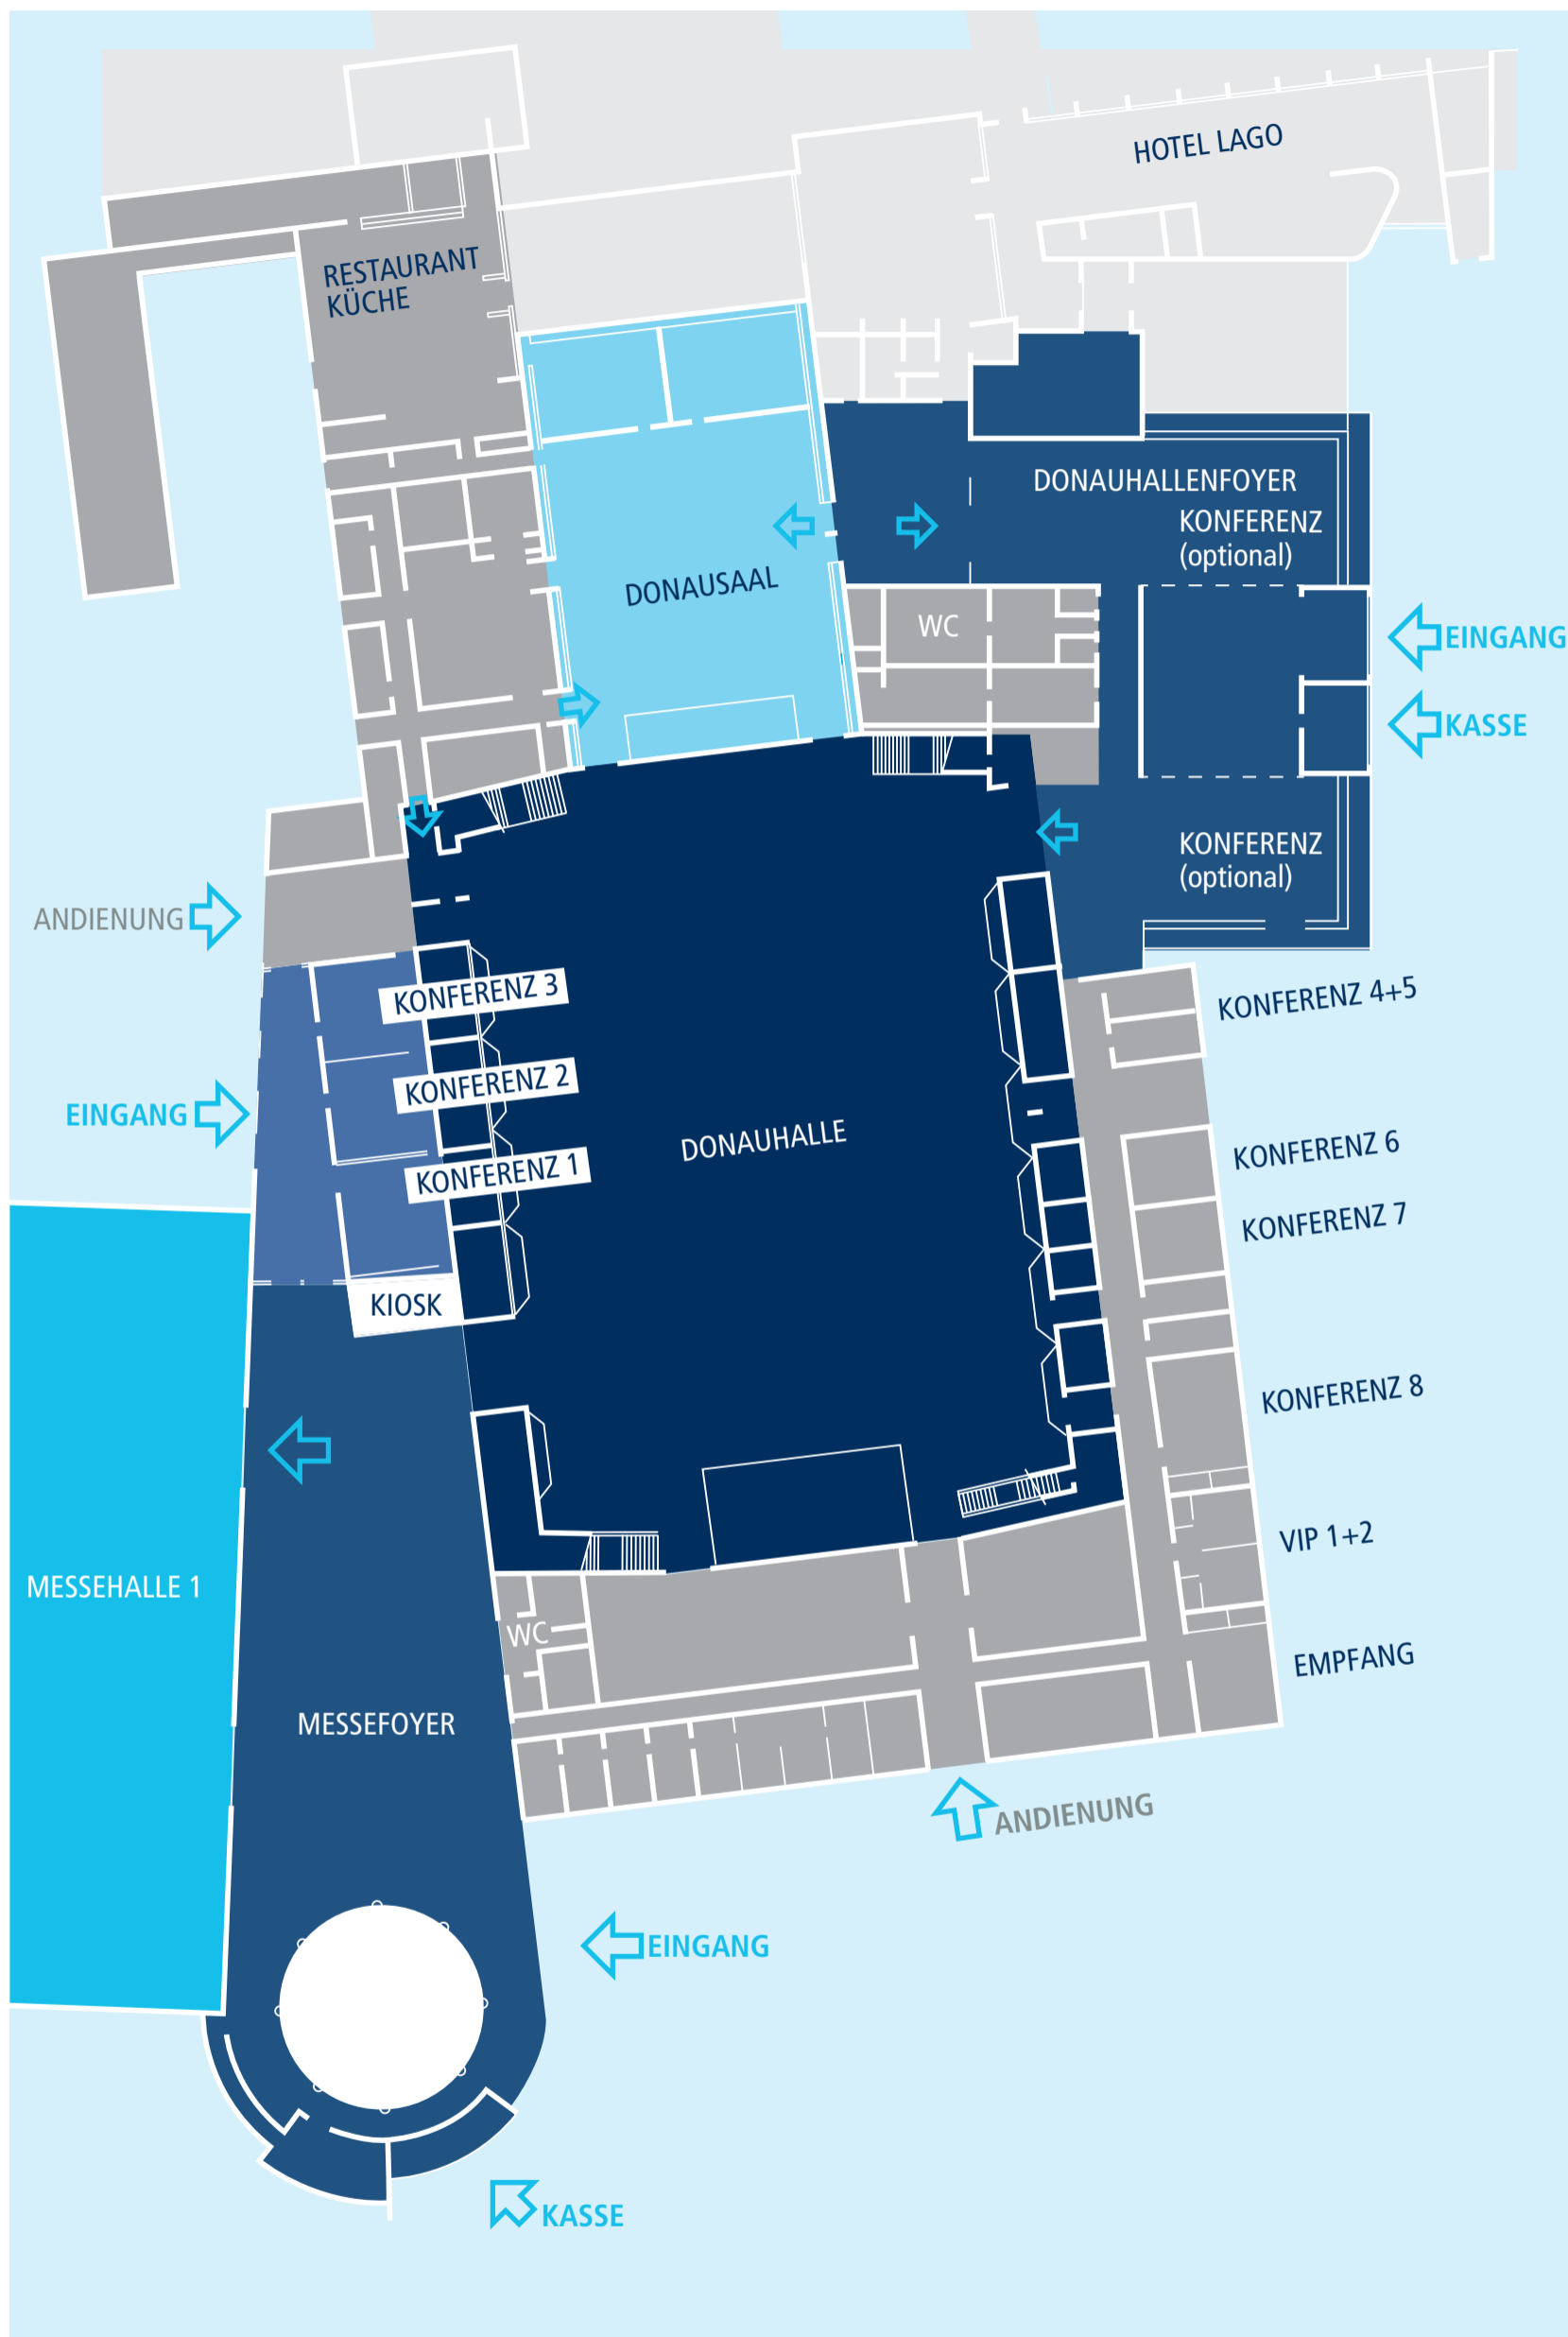 HOTEL LAGO
RESTAURANT
KÜCHE
DONAUHALLENFOYER
KONFERENZ
(optional)
DONAUSAAL
WC
EINGANG
KASSE
KONFERENZ
(optional)
ANDIENUNG
KONFERENZ 3
KONFERENZ 4+5
KONFERENZ 2
EINGANG
DONAUHALLE
KONFERENZ 6
KONFERENZ 1
KONFERENZ 7
KIOSK
KONFERENZ 8
VIP 1+2
MESSEHALLE 1
WC
EMPFANG
MESSEFOYER
ANDIENUNG
EINGANG
KASSE